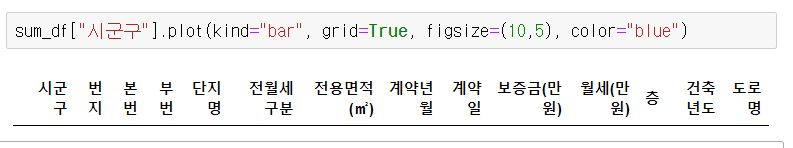 sum_df["시군구"].plot(kind="bar", grid=True, figsize=(10,5), color="blue")
시군 번 본 부 단지 전월세 전용면적 계약년 계약 보증금(만 월세(만 층 건축 도로
구 지 번 번 명 구분 (㎡) 월 일 원) 원) 년도 명